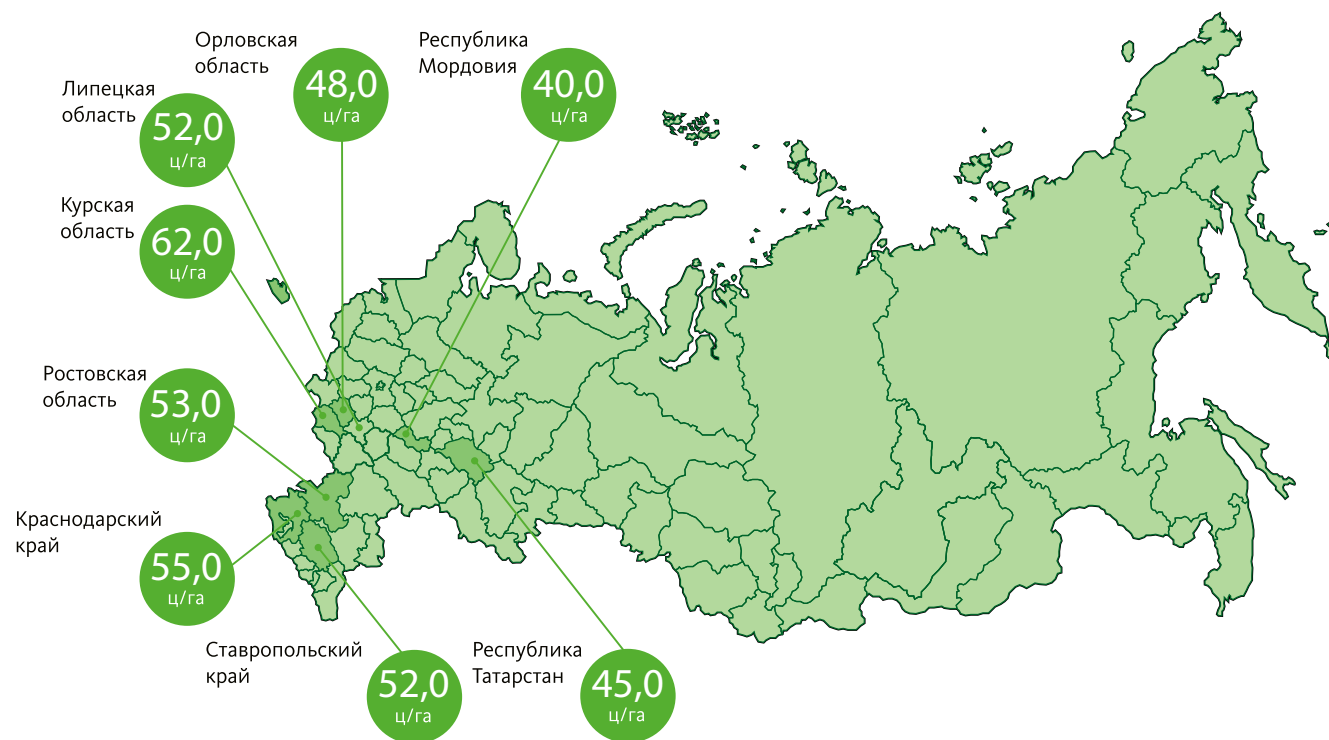 Орловская
область
48,0
ц/га
Республика
Мордовия
40,0
ц/га
Липецкая
область
52,0
ц/га
Курская
область
62,0
ц/га
Ростовская
область
53,0
ц/га
Краснодарский
край
55,0
ц/га
Ставропольский
край
52,0
ц/га
Республика
Татарстан
45,0
ц/га